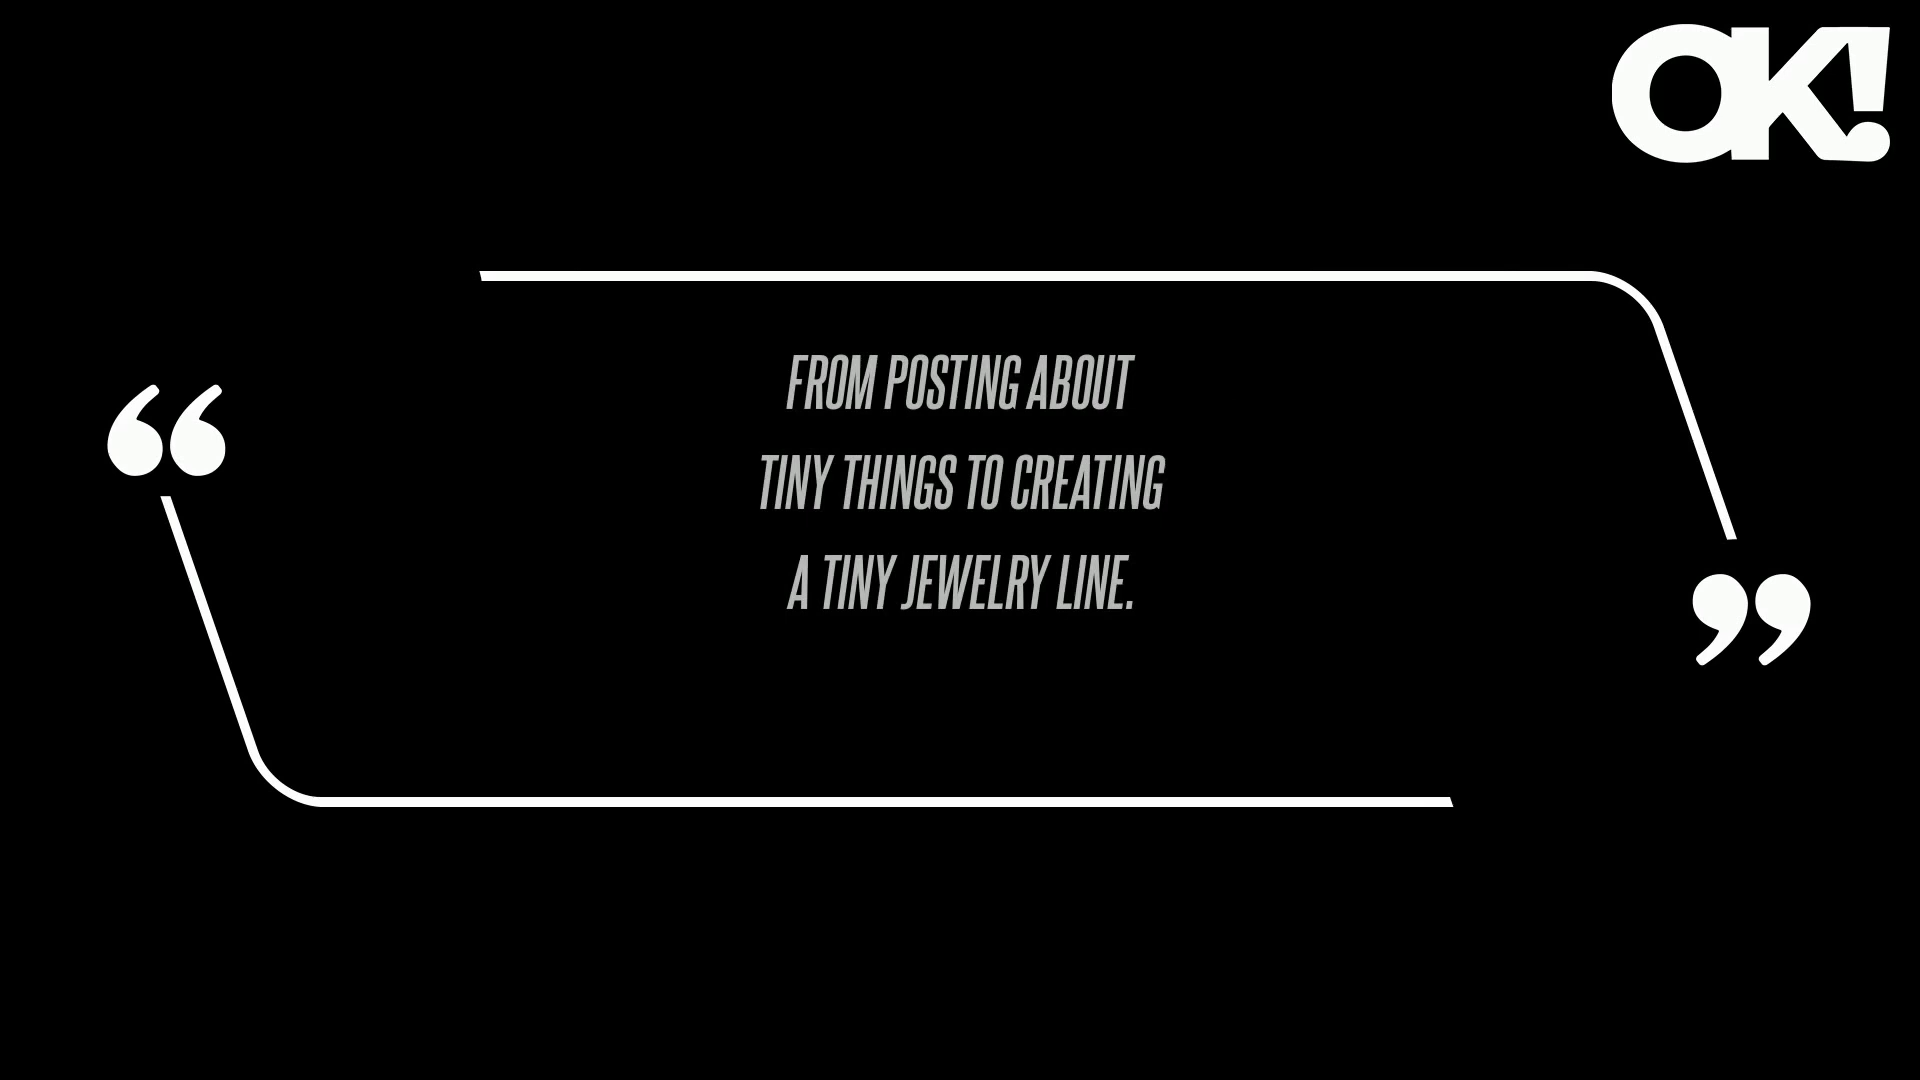 OK!
“
FROM POSTING ABOUT
TINY THINGS TO CREATING
A TINY JEWELRY LINE.
”